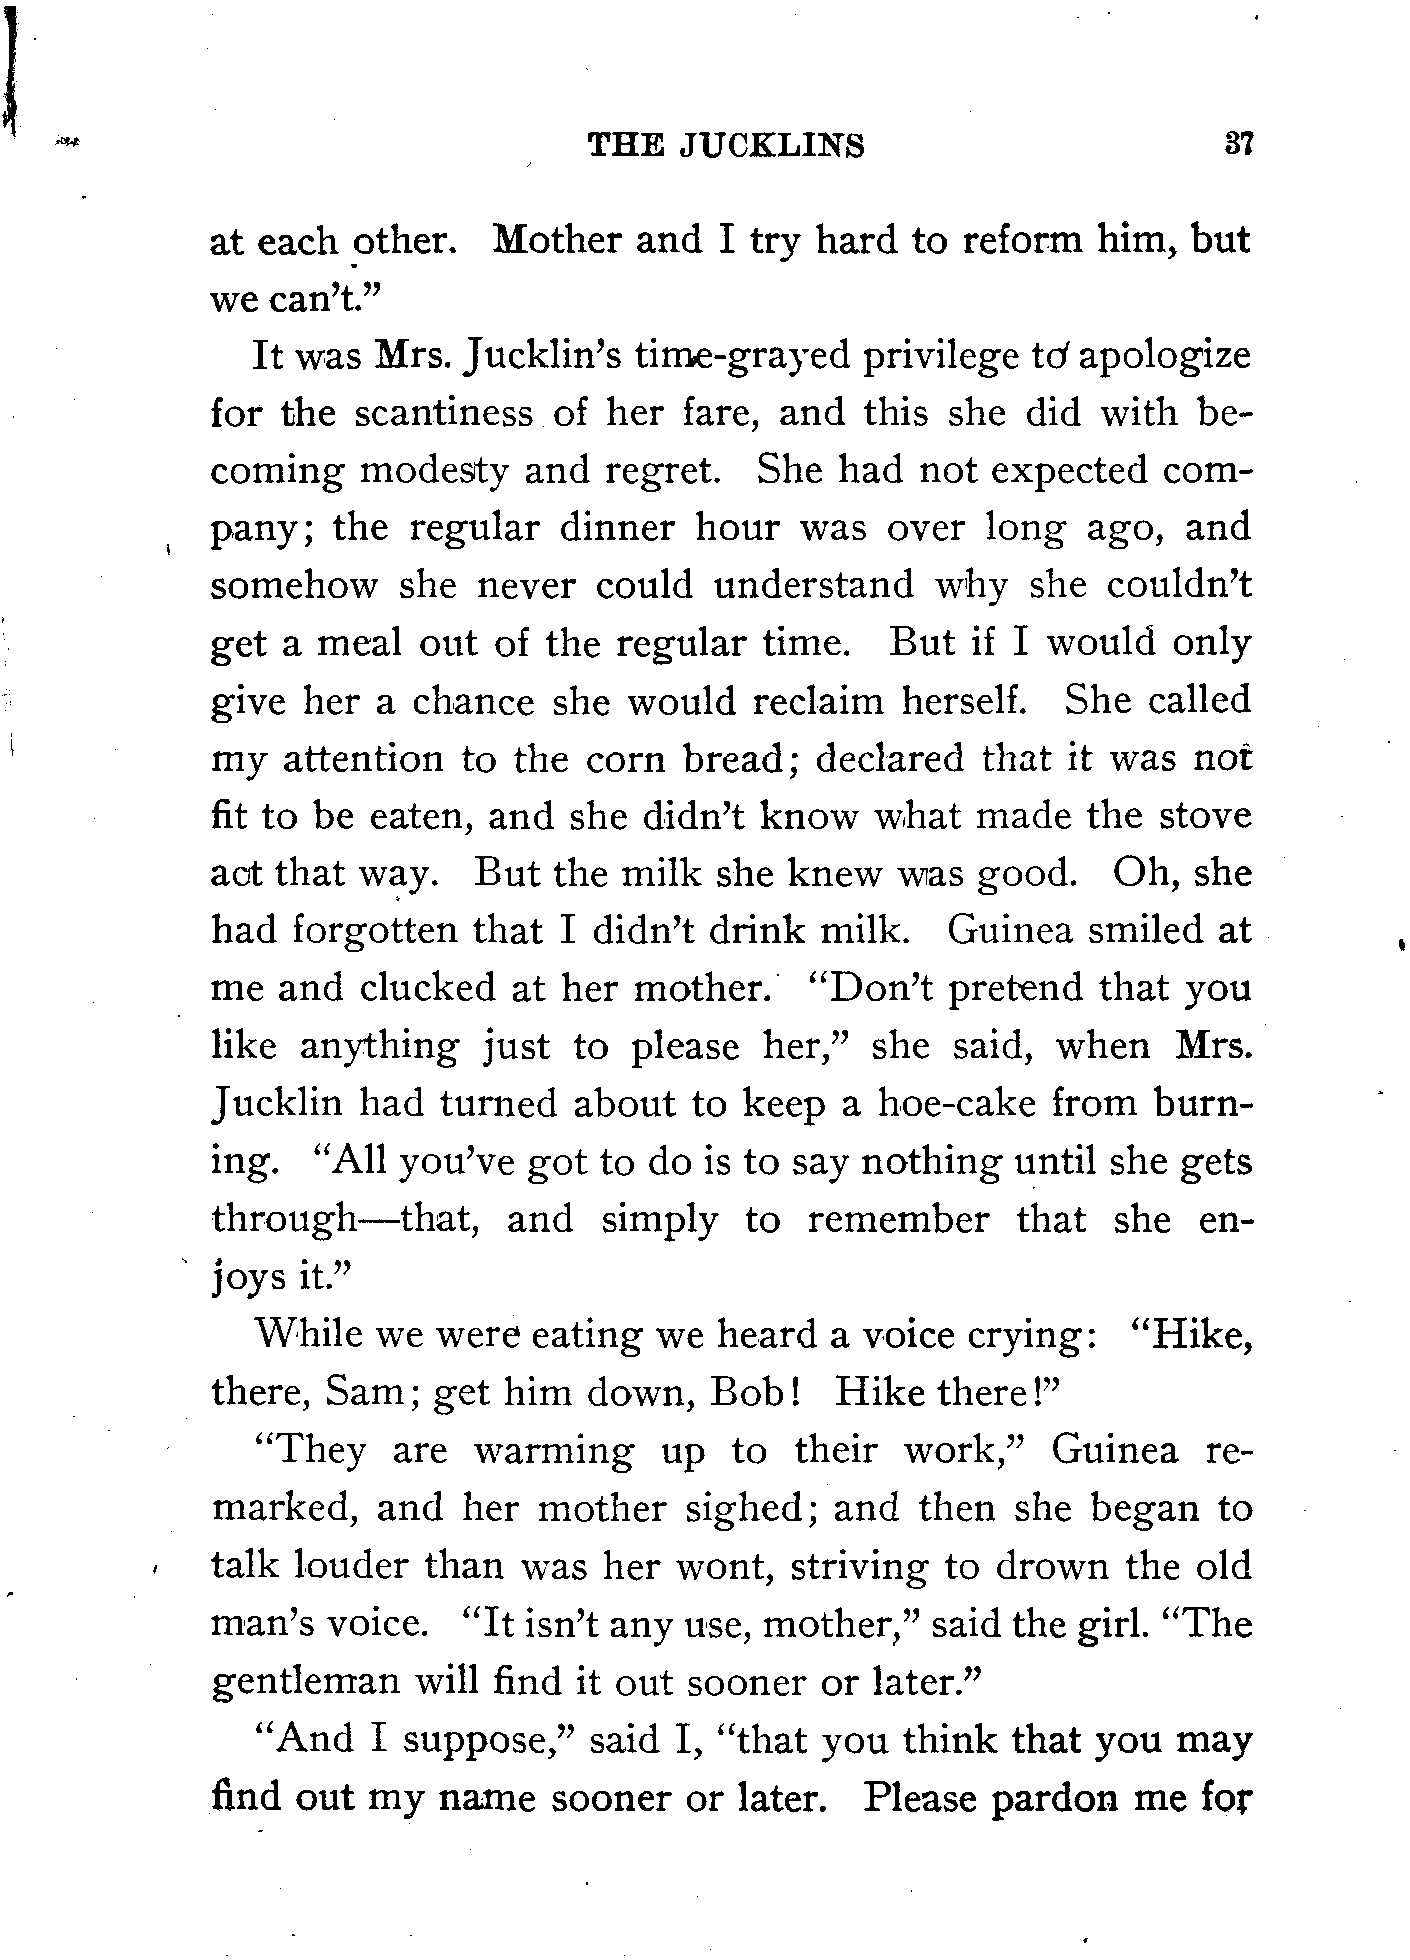 THE JUCKLINS 37
at each other. Mother and I try hard to reform him, but
we can't."
It was Mrs. Jucklin's time-grayed privilege to apologize
for the scantiness of her fare, and this she did with be-
coming modesty and regret. She had not expected com-
pany; the regular dinner hour was over long ago, and
somehow she never could understand why she couldn't
get a meal out of the regular time. But if I would only
give her a chance she would reclaim herself. She called
my attention to the corn bread; declared that it was not
fit to be eaten, and she didn't know what made the stove
act that way. But the milk she knew was good. Oh, she
had forgotten that I didn't drink milk. Guinea smiled at
me and clucked at her mother. "Don't pretend that you
like anything just to please her," she said, when Mrs.
Jucklin had turned about to keep a hoe-cake from burn-
ing. "All you've got to do is to say nothing until she gets
through—that, and simply to remember that she en-
joys it."
While we were eating we heard a voice crying: "Hike,
there, Sam; get him down, Bob! Hike there!"
"They are warming up to their work," Guinea re-
marked, and her mother sighed; and then she began to
talk louder than was her wont, striving to drown the old
man's voice. "It isn't any use, mother," said the girl. "The
gentleman will find it out sooner or later."
"And I suppose," said I, "that you think that you may
find out my name sooner or later. Please pardon me for